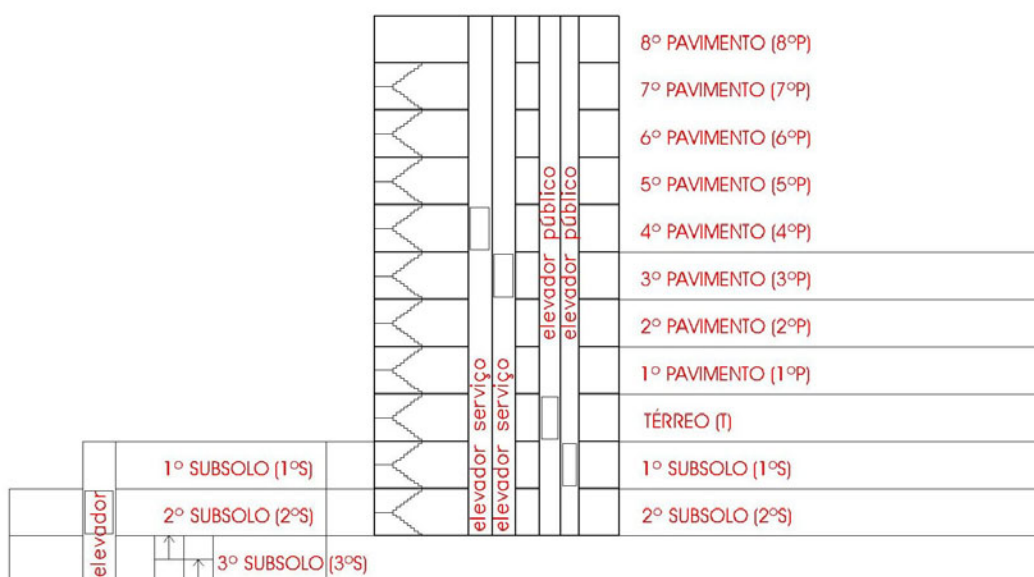 8º PAVIMENTO (8ºP)
7º PAVIMENTO (7ºP)
6º PAVIMENTO (6ºP)
5º PAVIMENTO (5ºP)
4º PAVIMENTO (4ºP)
3º PAVIMENTO (3ºP)
2º PAVIMENTO (2ºP)
1º PAVIMENTO (1ºP)
TÉRREO (T)
1º SUBSOLO (1ºS)
2º SUBSOLO (2ºS)
elevador serviço
elevador serviço
elevador público
elevador público
1º SUBSOLO (1ºS)
2º SUBSOLO (2ºS)
3º SUBSOLO (3ºS)
elevador